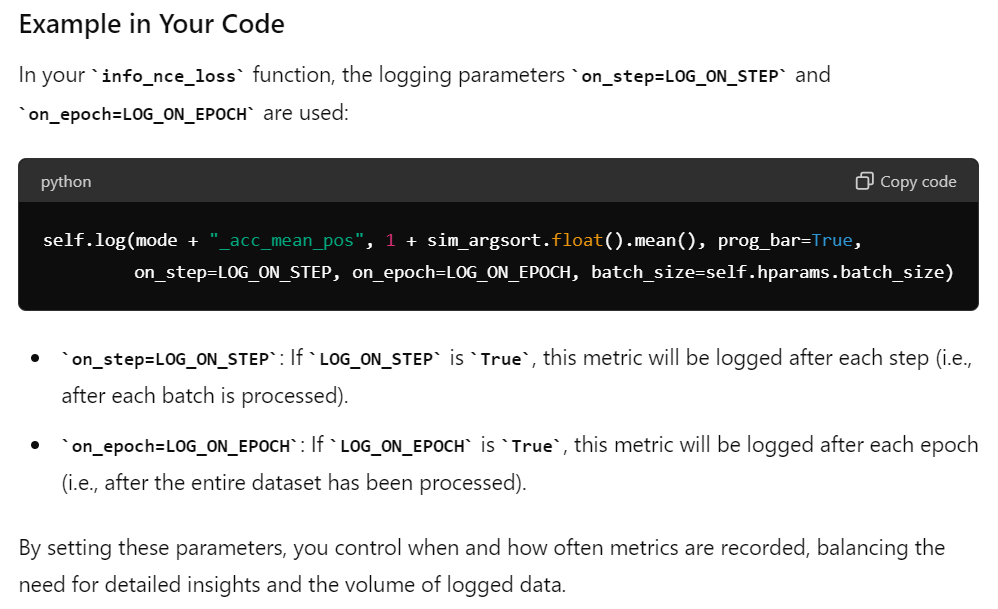 Example in Your Code
In your `info_nce_loss` function, the logging parameters `on_step=LOG_ON_STEP` and
`on_epoch=LOG_ON_EPOCH` are used:
python
Copy code
self.log(mode + "_acc_mean_pos", 1 + sim_argsort.float().mean(), prog_bar=True,
on_step=LOG_ON_STEP, on_epoch=LOG_ON_EPOCH, batch_size=self.hparams.batch_size)
• `on_step=LOG_ON_STEP`: If `LOG_ON_STEP` is `True`, this metric will be logged after each step (i.e.,
after each batch is processed).
• `on_epoch=LOG_ON_EPOCH`: If `LOG_ON_EPOCH` is `True`, this metric will be logged after each epoch
(i.e., after the entire dataset has been processed).
By setting these parameters, you control when and how often metrics are recorded, balancing the
need for detailed insights and the volume of logged data.